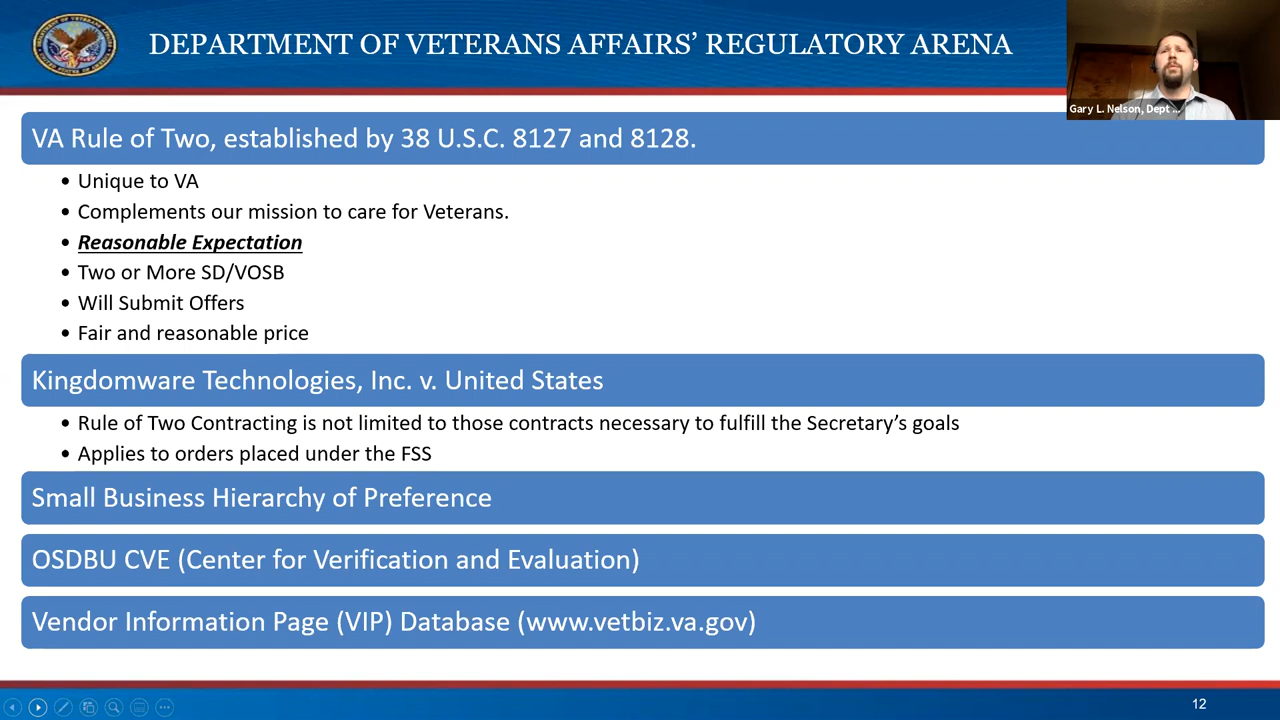 DEPARTMENT OF VETERANS AFFAIRS’ REGULATORY ARENA
Gary L. Nelson, Dept ...
VA Rule of Two, established by 38 U.S.C. 8127 and 8128.
• Unique to VA
• Complements our mission to care for Veterans.
• Reasonable Expectation
• Two or More SD/VOSB
• Will Submit Offers
• Fair and reasonable price
Kingdomware Technologies, Inc. v. United States
• Rule of Two Contracting is not limited to those contracts necessary to fulfill the Secretary’s goals
• Applies to orders placed under the FSS
Small Business Hierarchy of Preference
OSDBU CVE (Center for Verification and Evaluation)
Vendor Information Page (VIP) Database (www.vetbiz.va.gov)
12